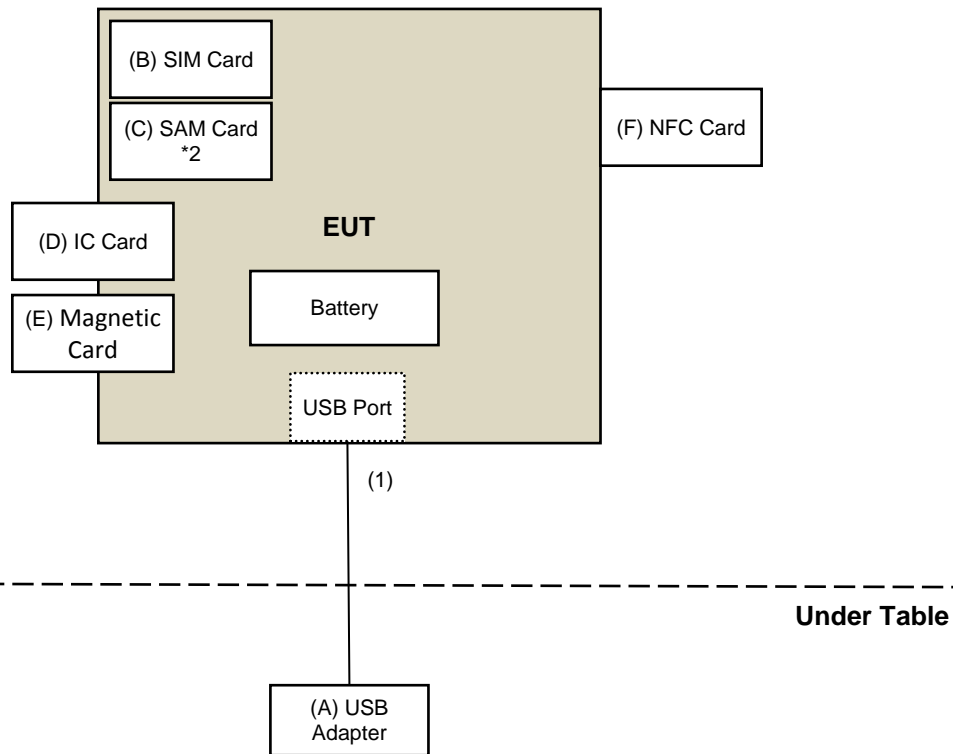 (B) SIM Card
(C) SAM Card
*2
(F) NFC Card
(D) IC Card
EUT
(E) Magnetic
Card
Battery
USB Port
(1)
Under Table
(A) USB
Adapter